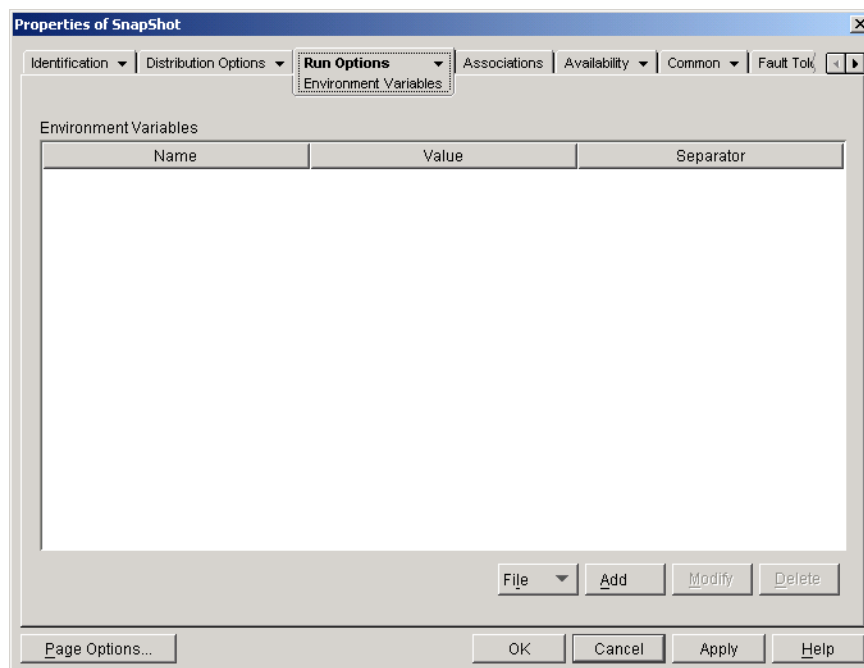 Properties of SnapShot
Identification Distribution Options Run Options Associations Availability Common Fault
Environment Variables
Environment Variables
Name Value Separator
File Add Modify Delete
Page Options... OK Cancel Apply Help